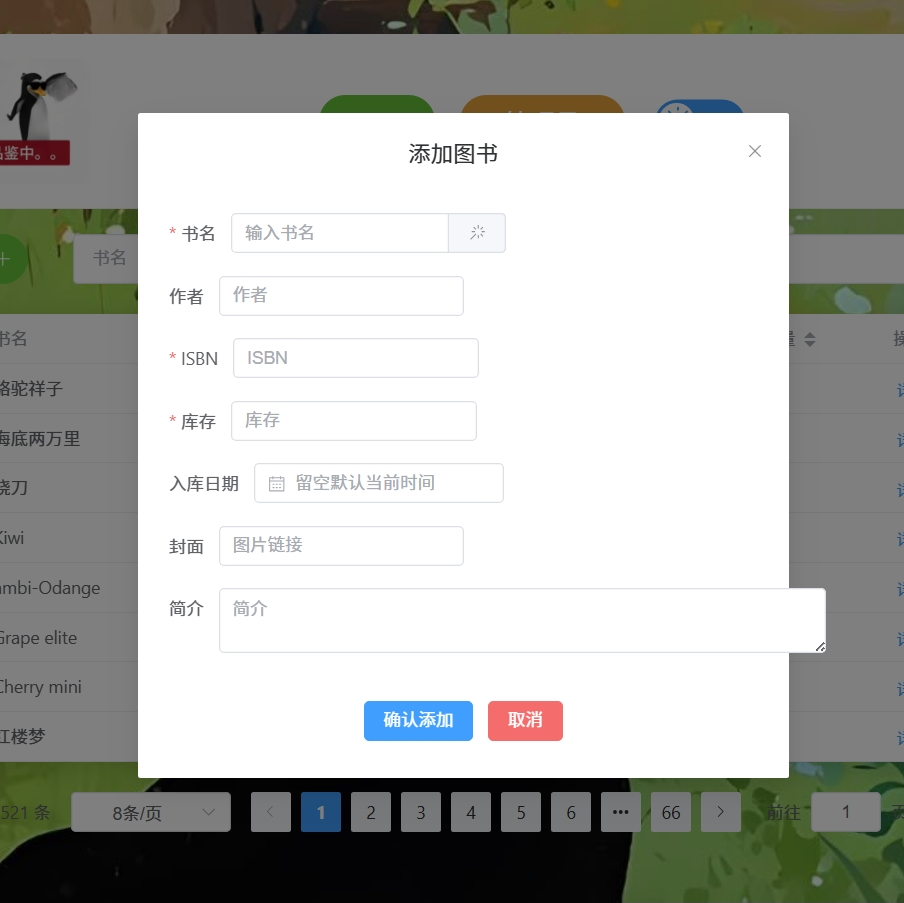 品鉴中。。
添加图书
* 书名
输入书名
书名
作者
作者
* ISBN
ISBN
* 库存
库存
入库日期
留空默认当前时间
封面
图片链接
简介
简介
确认添加
取消
书名
量
操
骆驼祥子
海底两万里
Kiwi
ambi-Odange
Grape elite
Cherry mini
红楼梦
521 条
8条/页
1
2
3
4
5
6
•••
66
前往
1
页